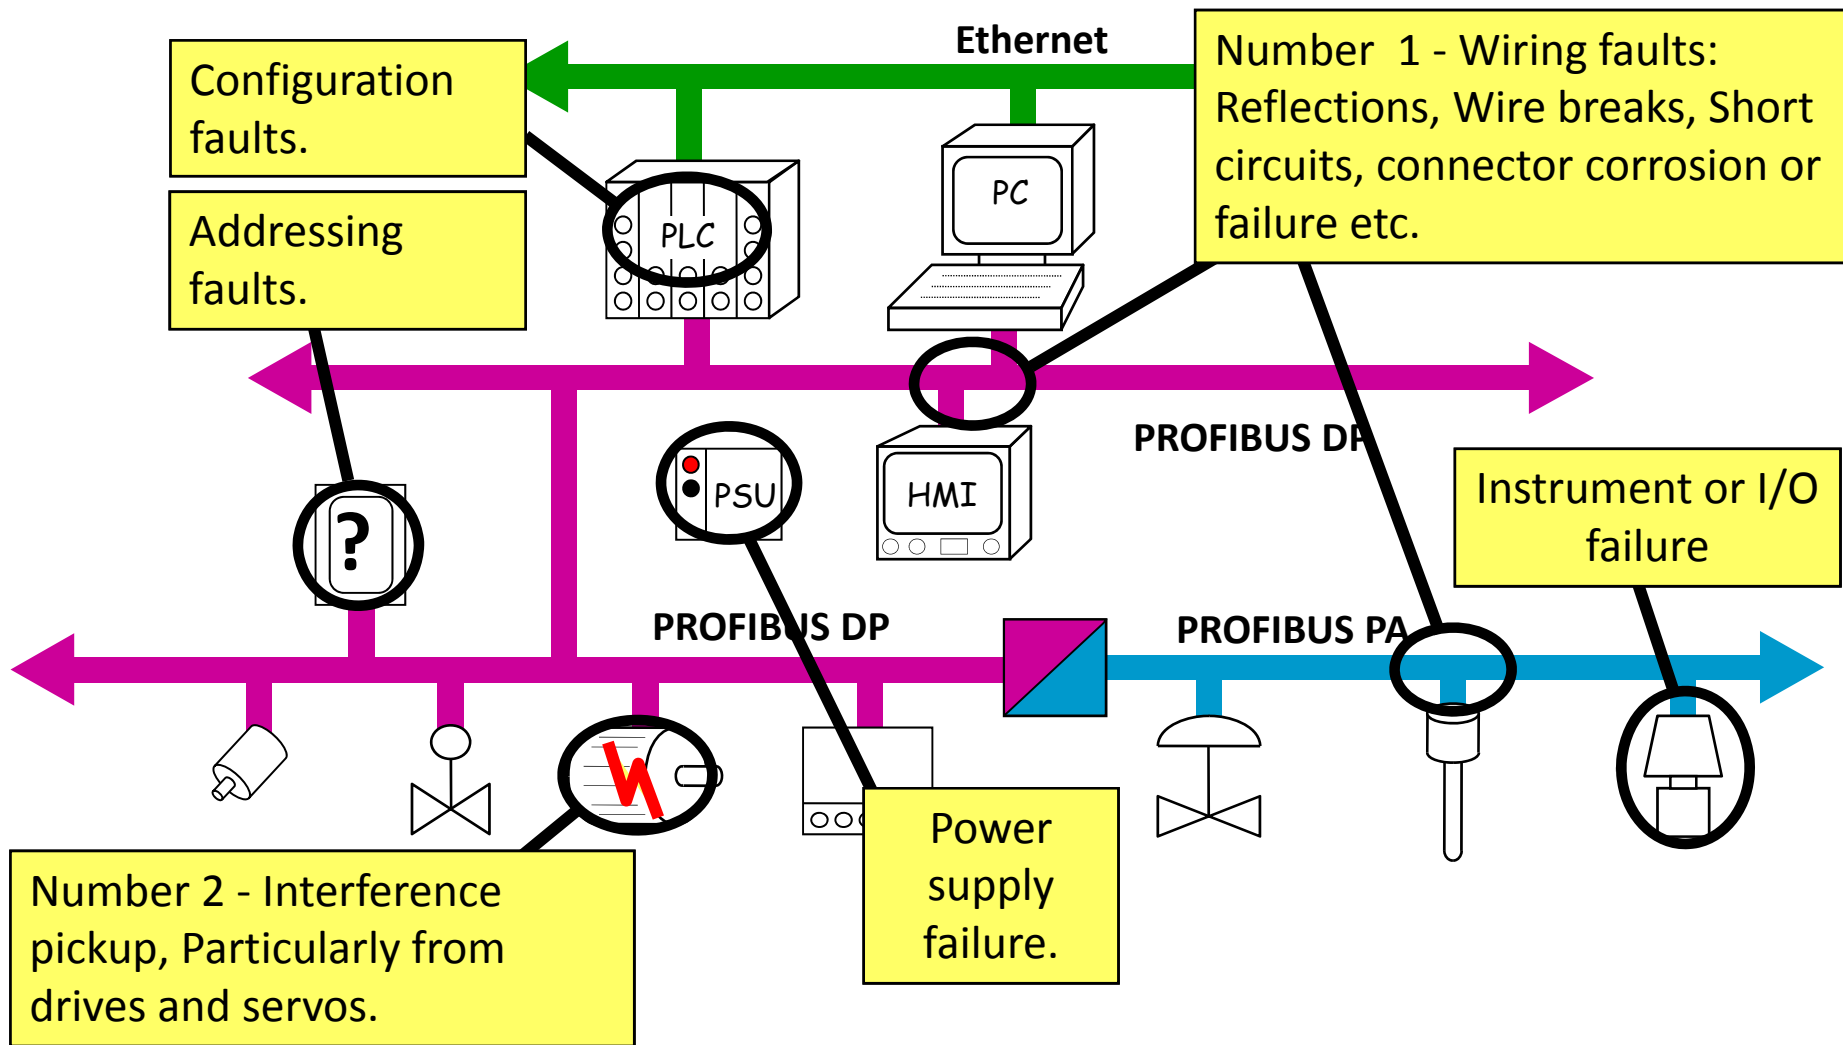 Ethernet
Configuration
faults.
Number 1 - Wiring faults:
Reflections, Wire breaks, Short
circuits, connector corrosion or
failure etc.
PLC
PC
Addressing
faults.
PROFIBUS DP
PSU
HMI
Instrument or I/O
failure
?
PROFIBUS DP
PROFIBUS PA
Power
supply
failure.
Number 2 - Interference
pickup, Particularly from
drives and servos.